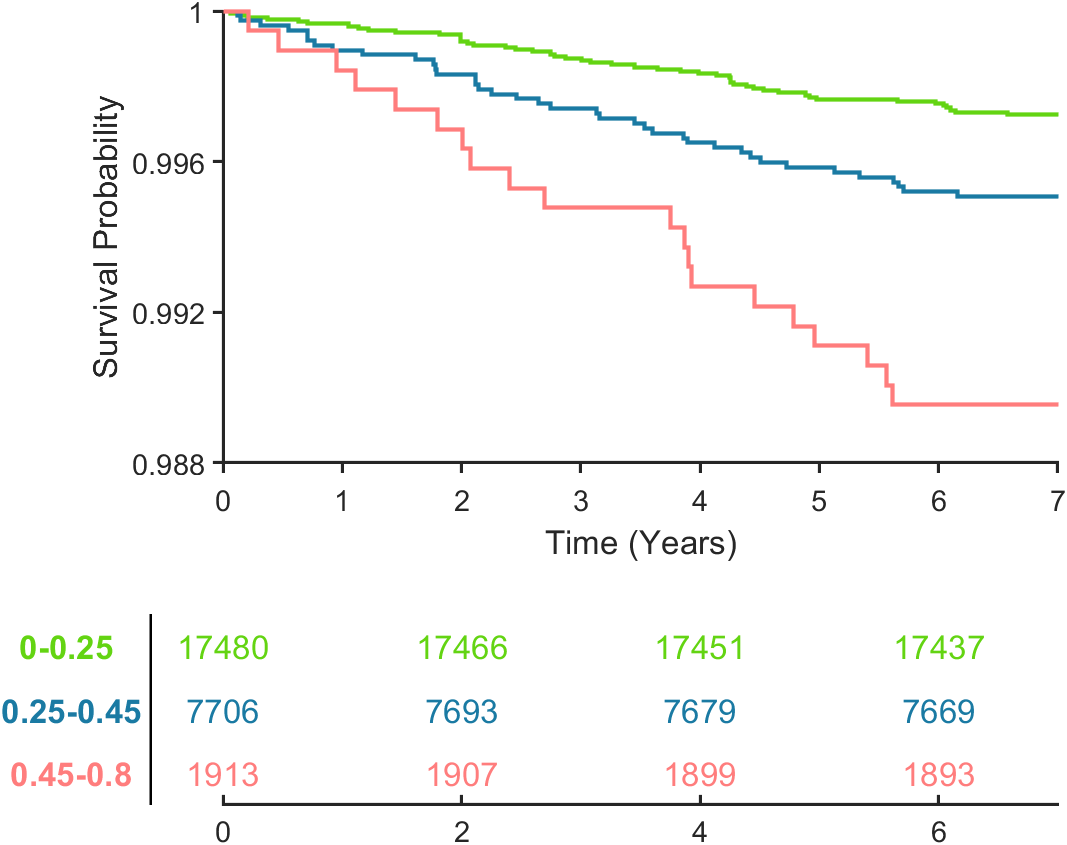 Survival Probability
1
0.996
0.992
0.988
0 1 2 3 4 5 6 7
Time (Years)
0-0.25 17480 17466 17451 17437
0.25-0.45 7706 7693 7679 7669
0.45-0.8 1913 1907 1899 1893
0 2 4 6